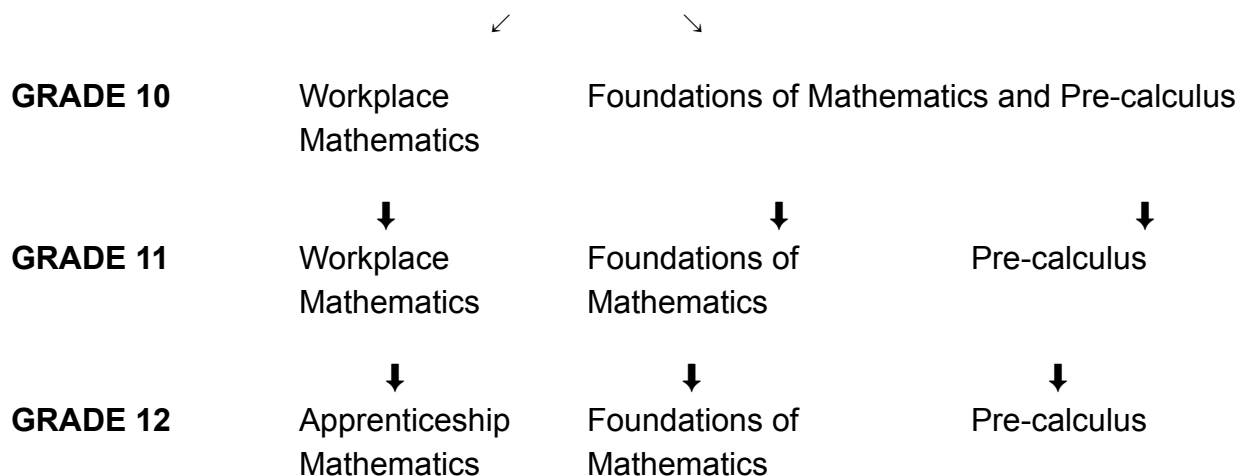 ↙ ↘
GRADE 10 Workplace Foundations of Mathematics and Pre-calculus
Mathematics
⬇ ⬇ ⬇
GRADE 11 Workplace Foundations of Pre-calculus
Mathematics Mathematics
⬇ ⬇ ⬇
GRADE 12 Apprenticeship Foundations of Pre-calculus
Mathematics Mathematics